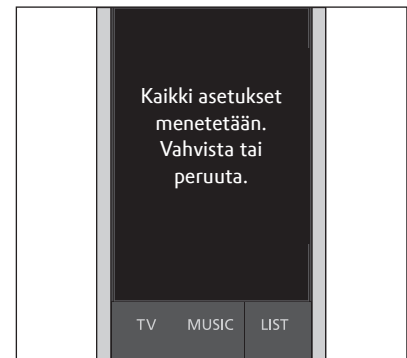 Kaikki asetukset
menetetään.
Vahvista tai
peruuta.
TV MUSIC LIST